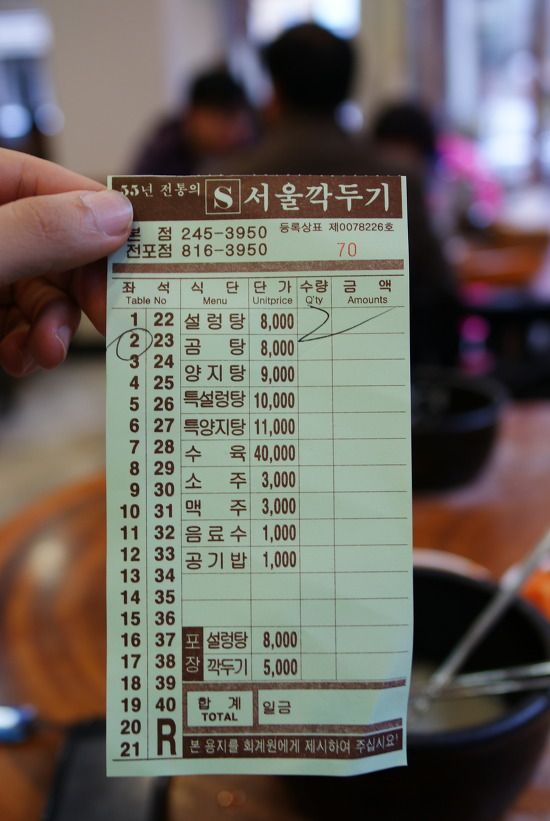 55년 전통의 S 서울깍두기
본 점 245-3950 등록상표 제0078226호
전포점 816-3950 70
좌 석 식 단 단 가 수량 금 액
Table No Menu Unitprice Q'ty Amounts
1 22 설렁탕 8,000 2
2 23 곰 탕 8,000
3 24 양지탕 9,000
4 25 특설렁탕 10,000
5 26 특양지탕 11,000
6 27 수 육 40,000
7 28 소 주 3,000
8 29 맥 주 3,000
9 30 음료수 1,000
10 31 공기밥 1,000
11 32
12 33
13 34
14 35
15 36
16 37 포장 설렁탕 8,000
17 38 깍두기 5,000
18 39
19 40 합 계 일금
20 R TOTAL
21 본 용지를 회계원에게 제시하여 주십시요!